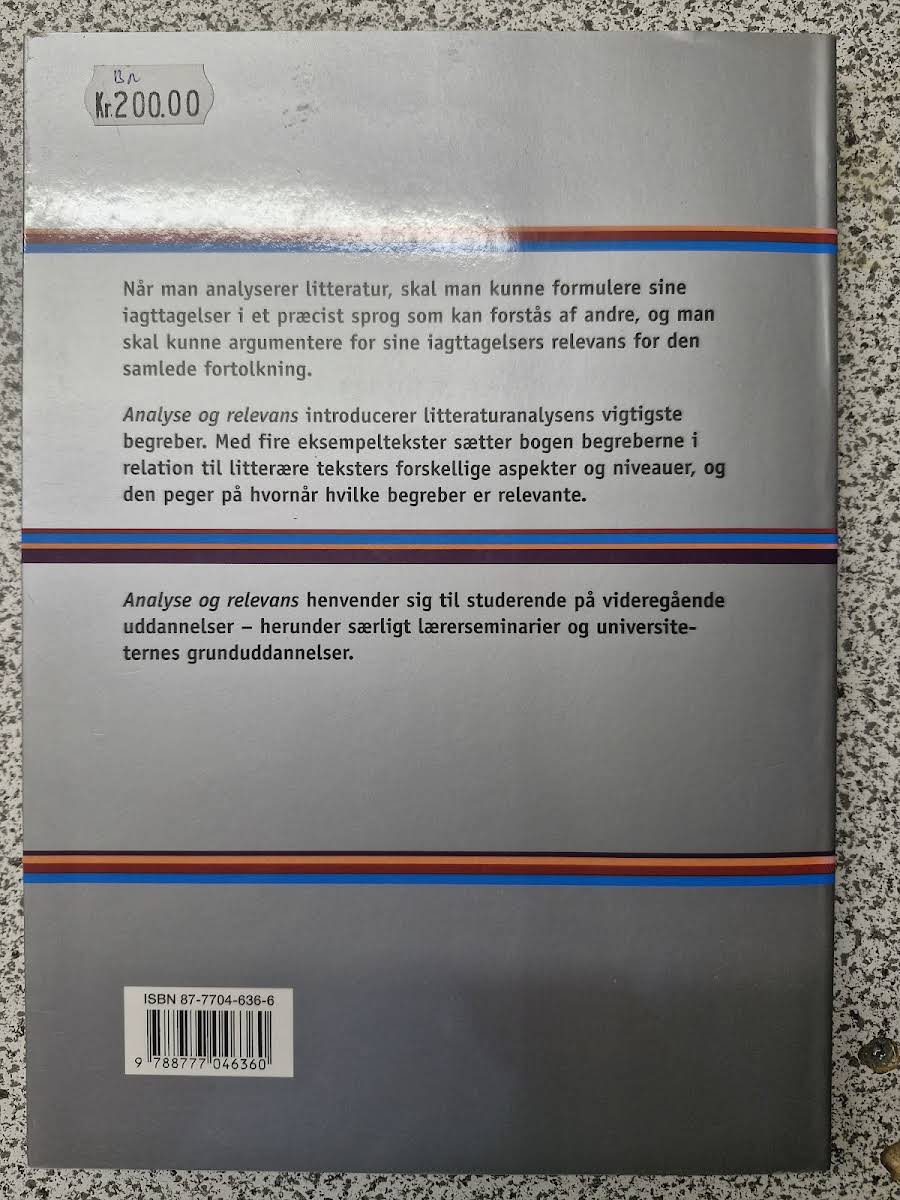 BR
Kr.200.00
Når man analyserer litteratur, skal man kunne formulere sine
iagttagelser i et præcist sprog som kan forstås af andre, og man
skal kunne argumentere for sine iagttagelsers relevans for den
samlede fortolkning.
Analyse og relevans introducerer litteraturanalysens vigtigste
begreber. Med fire eksempeltekster sætter bogen begreberne i
relation til litterære teksters forskellige aspekter og niveauer, og
den peger på hvornår hvilke begreber er relevante.
Analyse og relevans henvender sig til studerende på videregående
uddannelser – herunder særligt lærerseminarier og universite-
ternes grunduddannelser.
ISBN 87-7704-636-6
9 788777 046360